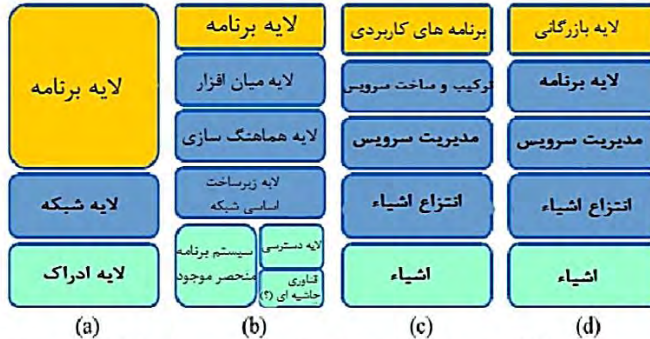 لایه برنامه
لایه شبکه
لایه ادراک
(a)
لایه برنامه
لایه میان افزار
لایه هماهنگ سازی
لایه زیرساخت
اساسی شبکه
سیستم برنامه
منحصر موجود
لایه دسترسی
فناوری
حاشیه ای (؟)
(b)
برنامه های کاربردی
ترکیب و ساخت سرویس
مدیریت سرویس
انتزاع اشیاء
اشیاء
(c)
لایه بازرگانی
لایه برنامه
مدیریت سرویس
انتزاع اشیاء
اشیاء
(d)